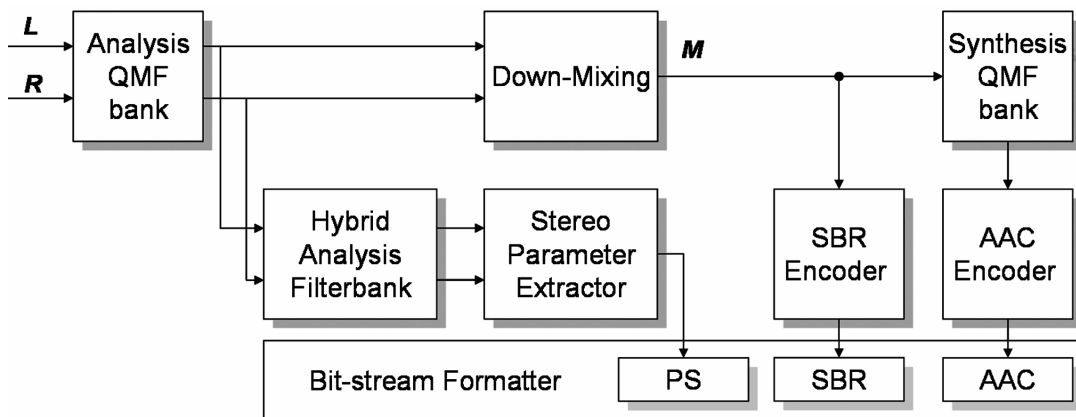 L
R
Analysis
QMF
bank
Down-Mixing
M
Synthesis
QMF
bank
Hybrid
Analysis
Filterbank
Stereo
Parameter
Extractor
SBR
Encoder
AAC
Encoder
Bit-stream Formatter
PS
SBR
AAC